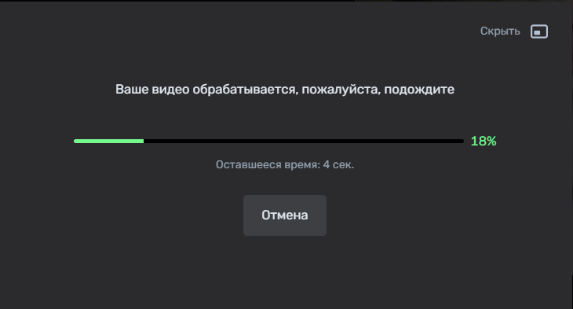 Скрыть
Ваше видео обрабатывается, пожалуйста, подождите
18%
Оставшееся время: 4 сек.
Отмена